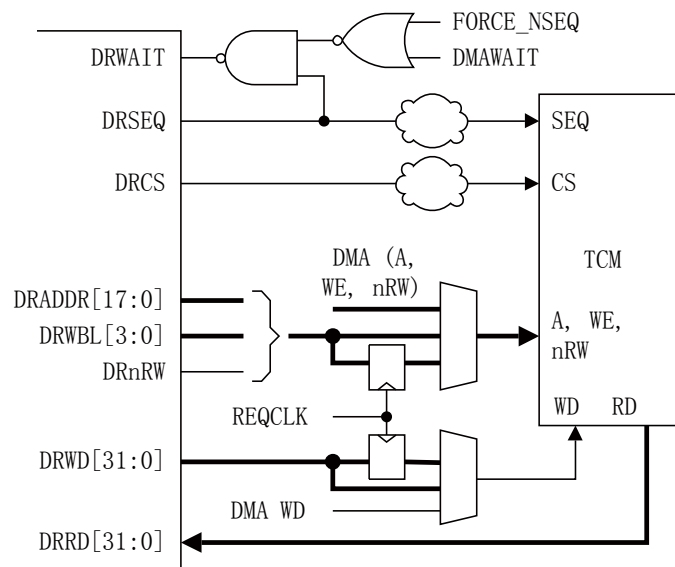 FORCE_NSEQ
DRWAIT
DMAWAIT
DRSEQ
SEQ
DRCS
CS
DMA (A,
WE, nRW)
TCM
DRADDR[17:0]
DRWBL[3:0]
DRnRW
A, WE,
nRW
REQCLK
WD RD
DRWD[31:0]
DMA WD
DRRD[31:0]